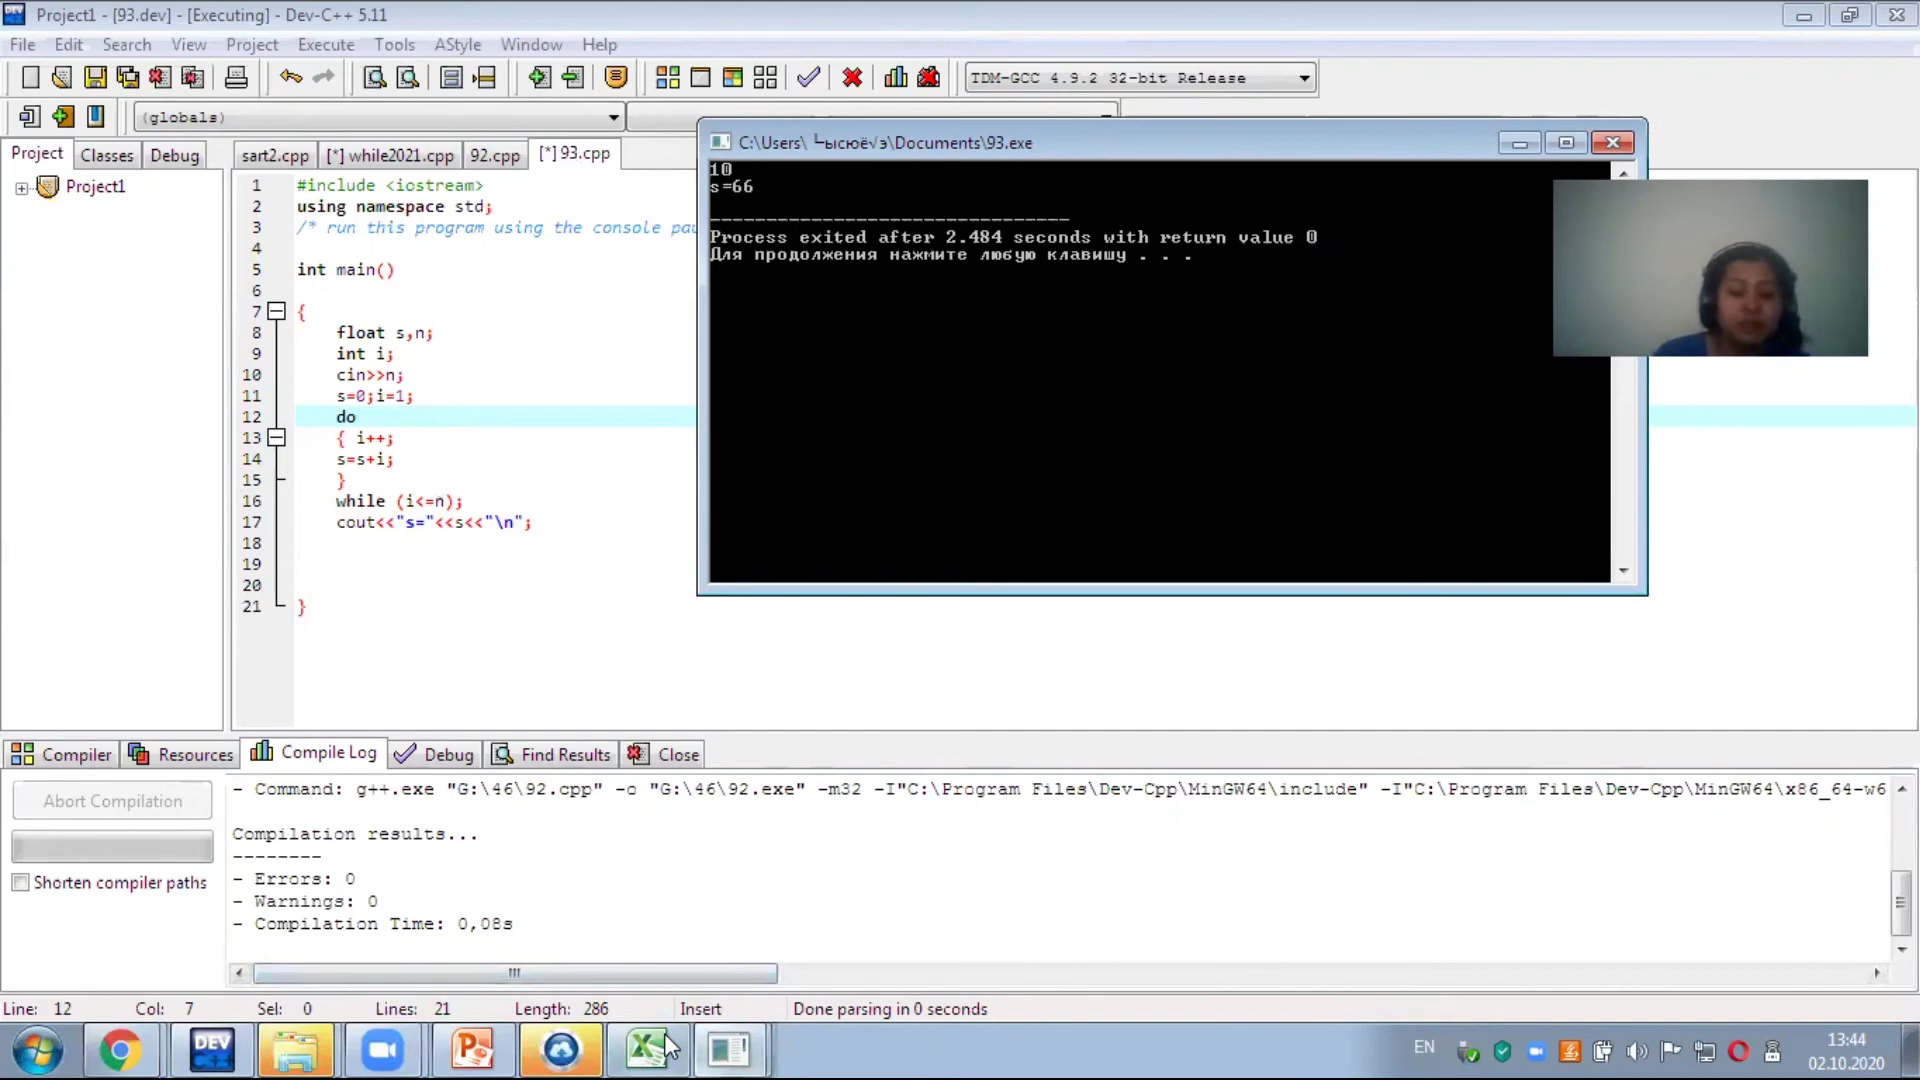 Project1 - [93.dev] - [Executing] - Dev-C++ 5.11
File Edit Search View Project Execute Tools AStyle Window Help
TDM-GCC 4.9.2 32-bit Release
(globals)
Project Classes Debug
sart2.cpp [*] while2021.cpp 92.cpp [*] 93.cpp
Project1
1 #include <iostream>
2 using namespace std;
3 /* run this program using the console pau
4
5 int main()
6
7 {
8 float s,n;
9 int i;
10 cin>>n;
11 s=0;i=1;
12 do
13 { i++;
14 s=s+i;
15 }
16 while (i<=n);
17 cout<<"s="<<s<<"\n";
18
19
20
21 }
C:\Users\ └ысюё√э\Documents\93.exe
10
s=66
--------------------------------
Process exited after 2.484 seconds with return value 0
Для продолжения нажмите любую клавишу . . .
Compiler Resources Compile Log Debug Find Results Close
Abort Compilation
Shorten compiler paths
- Command: g++.exe "G:\46\92.cpp" -o "G:\46\92.exe" -m32 -I"C:\Program Files\Dev-Cpp\MinGW64\include" -I"C:\Program Files\Dev-Cpp\MinGW64\x86_64-w6
Compilation results...
--------
- Errors: 0
- Warnings: 0
- Compilation Time: 0,08s
Line: 12 Col: 7 Sel: 0 Lines: 21 Length: 286 Insert Done parsing in 0 seconds
DEV
EN
13:44
02.10.2020